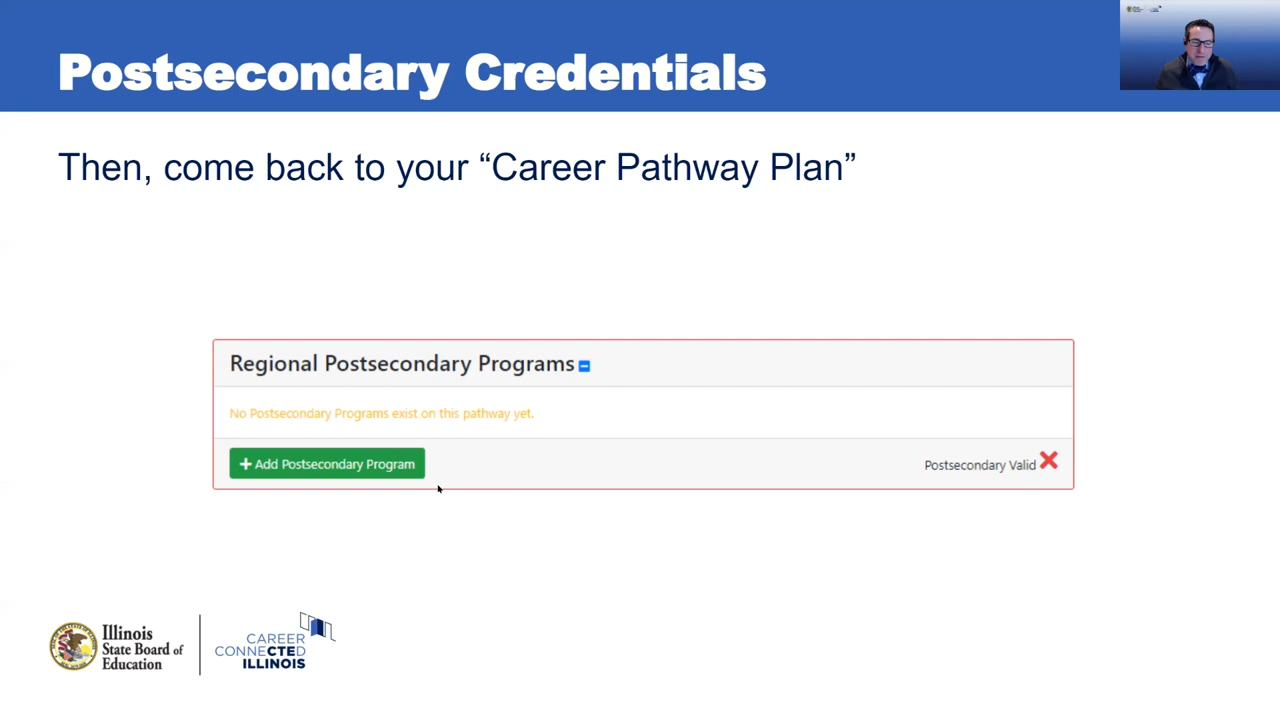 Postsecondary Credentials
Then, come back to your “Career Pathway Plan”
Regional Postsecondary Programs
No Postsecondary Programs exist on this pathway yet.
+ Add Postsecondary Program
Postsecondary Valid
Illinois
State Board of
Education
CAREER
CONNECTED
ILLINOIS